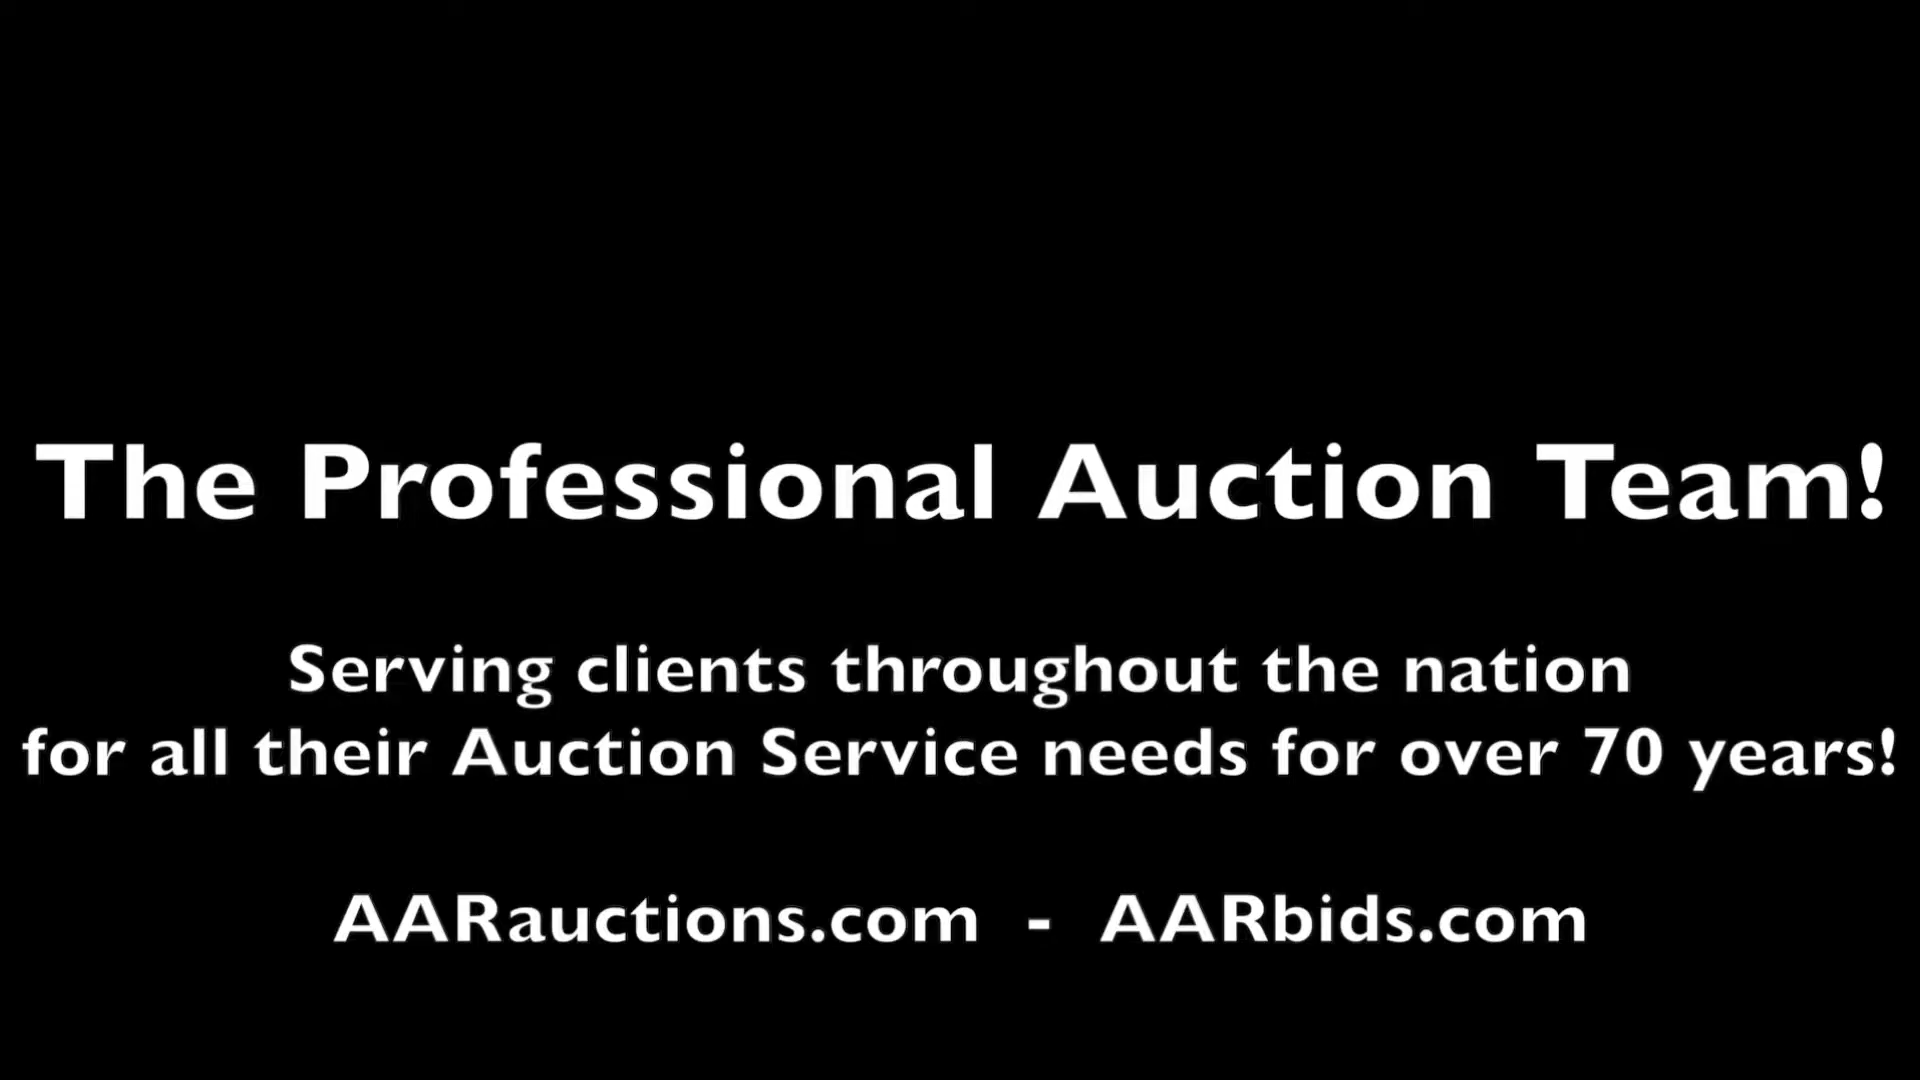 The Professional Auction Team!
Serving clients throughout the nation
for all their Auction Service needs for over 70 years!
AARauctions.com - AARbids.com